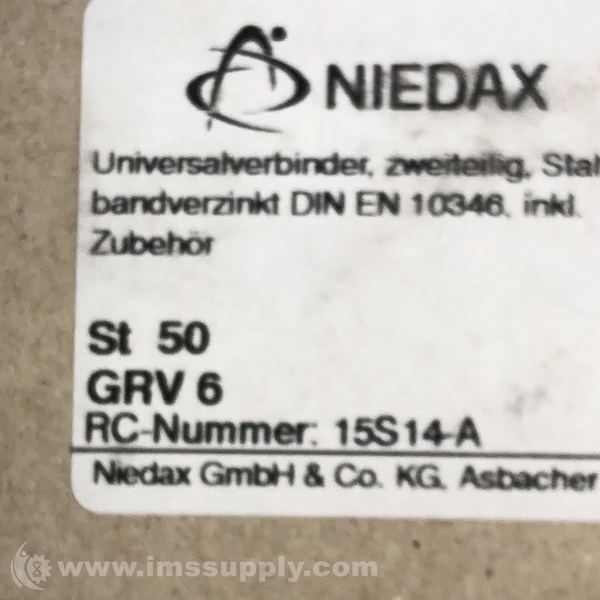 NIEDAX
Universalverbinder, zweiteilig, Stah
bandverzinkt DIN EN 10346, inkl.
Zubehör
St 50
GRV 6
RC-Nummer: 15S14-A
Niedax GmbH & Co. KG, Asbacher
www.imssupply.com